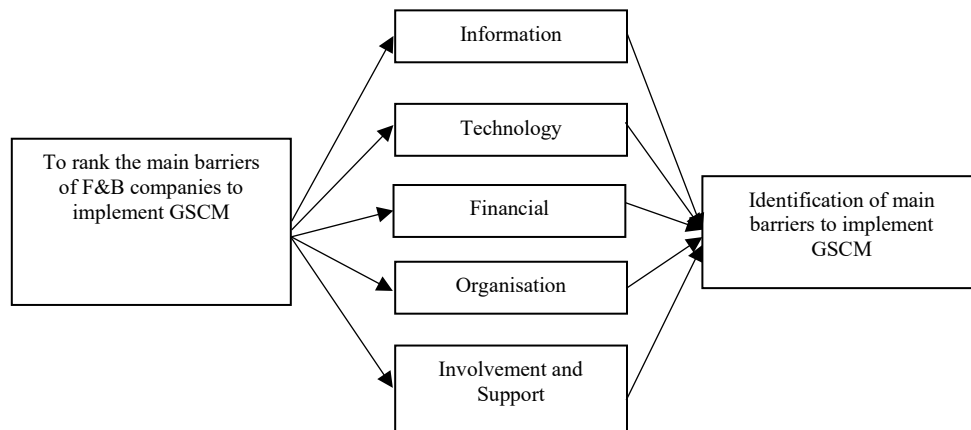 To rank the main barriers
of F&B companies to
implement GSCM
Information
Technology
Financial
Organisation
Involvement and
Support
Identification of main
barriers to implement
GSCM